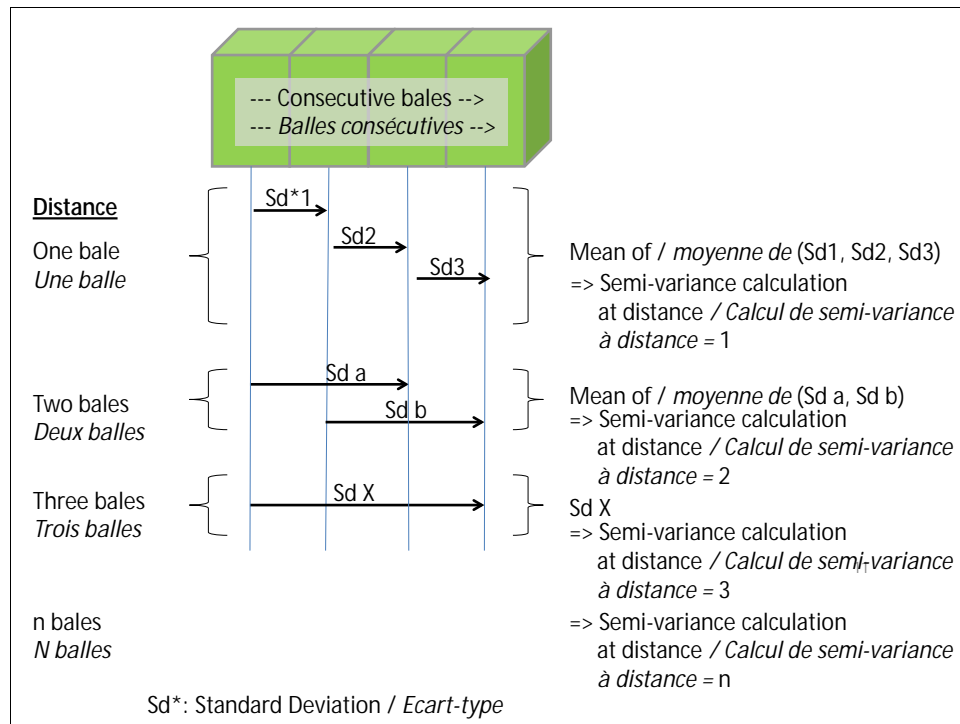 --- Consecutive bales -->
--- Balles consécutives -->
Distance
One bale
Une balle
Sd*1
Sd2
Sd3
Mean of / moyenne de (Sd1, Sd2, Sd3)
=> Semi-variance calculation
at distance / Calcul de semi-variance
à distance = 1
Two bales
Deux balles
Sd a
Sd b
Mean of / moyenne de (Sd a, Sd b)
=> Semi-variance calculation
at distance / Calcul de semi-variance
à distance = 2
Three bales
Trois balles
Sd X
Sd X
=> Semi-variance calculation
at distance / Calcul de semi-variance
à distance = 3
n bales
N balles
=> Semi-variance calculation
at distance / Calcul de semi-variance
à distance = n
Sd*: Standard Deviation / Ecart-type